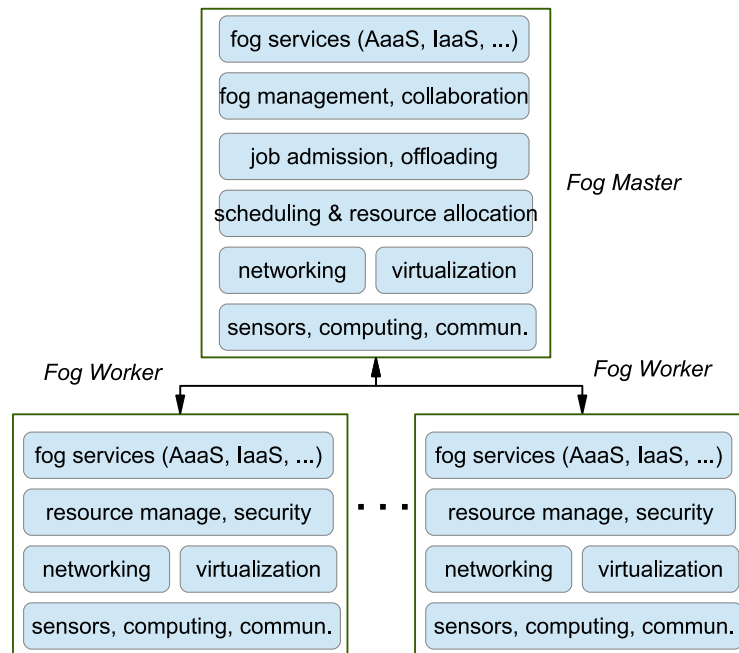 fog services (AaaS, IaaS, ...)
fog management, collaboration
job admission, offloading
Fog Master
scheduling & resource allocation
networking
virtualization
sensors, computing, commun.
Fog Worker
Fog Worker
fog services (AaaS, IaaS, ...)
resource manage, security
networking
virtualization
sensors, computing, commun.
. . .
fog services (AaaS, IaaS, ...)
resource manage, security
networking
virtualization
sensors, computing, commun.